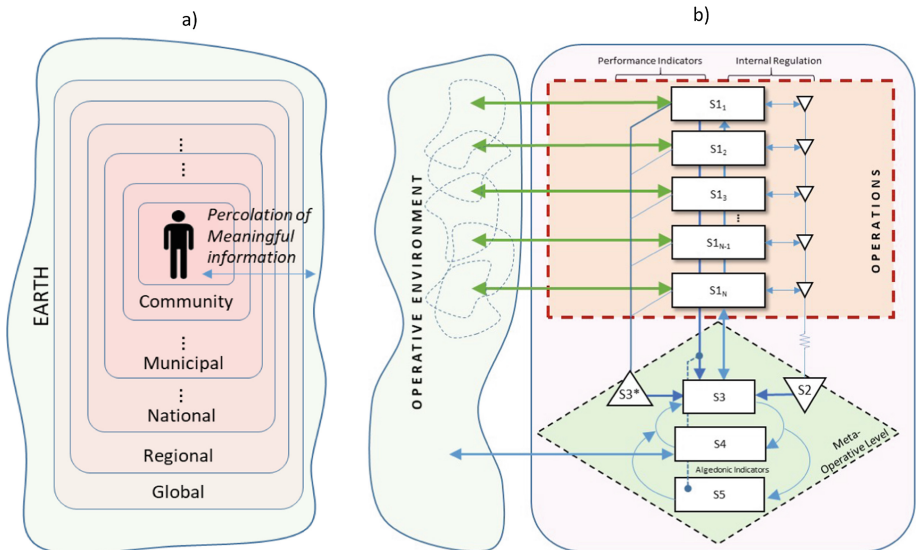 a)
EARTH
⋮
⋮
Percolation of
Meaningful
information
Community
⋮
Municipal
⋮
National
Regional
Global
b)
Performance Indicators
Internal Regulation
OPERATIVE ENVIRONMENT
S1₁
S1₂
S1₃
⋮
S1N-1
S1N
OPERATIONS
S3*
S3
S2
S4
Algedonic Indicators
S5
Meta-
Operative Level